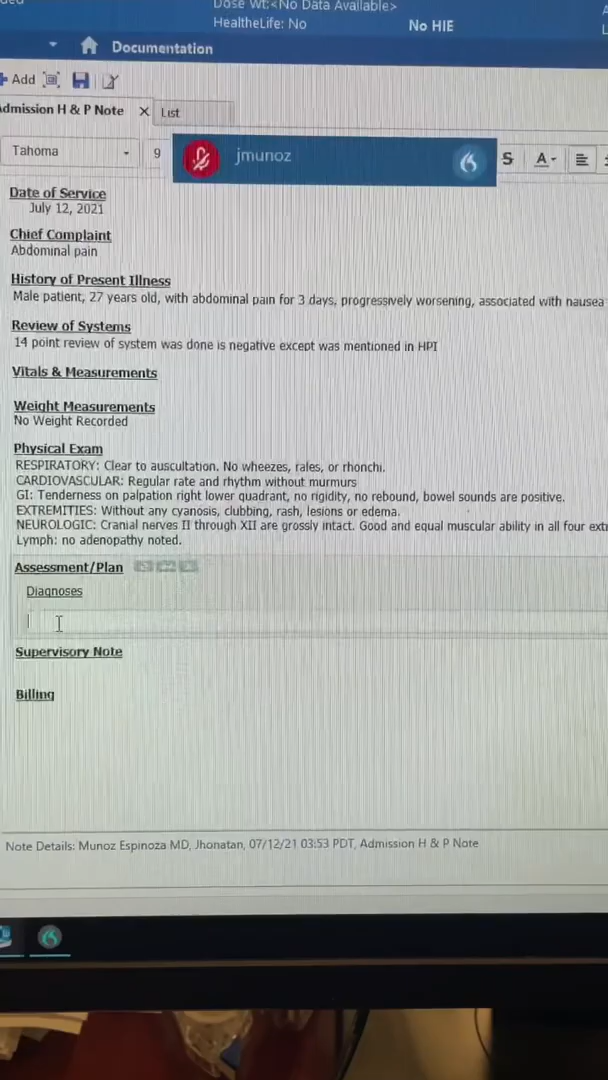 Dose Wt:<No Data Available>
HealtheLife: No
No HIE
Documentation
Add
dmission H & P Note
List
Tahoma
9
jmunoz
S
A
Date of Service
July 12, 2021
Chief Complaint
Abdominal pain
History of Present Illness
Male patient, 27 years old, with abdominal pain for 3 days, progressively worsening, associated with nausea
Review of Systems
14 point review of system was done is negative except was mentioned in HPI
Vitals & Measurements
Weight Measurements
No Weight Recorded
Physical Exam
RESPIRATORY: Clear to auscultation. No wheezes, rales, or rhonchi.
CARDIOVASCULAR: Regular rate and rhythm without murmurs
GI: Tenderness on palpation right lower quadrant, no rigidity, no rebound, bowel sounds are positive.
EXTREMITIES: Without any cyanosis, clubbing, rash, lesions or edema.
NEUROLOGIC: Cranial nerves II through XII are grossly intact. Good and equal muscular ability in all four ext
Lymph: no adenopathy noted.
Assessment/Plan
Diagnoses
Supervisory Note
Billing
Note Details: Munoz Espinoza MD, Jhonatan, 07/12/21 03:53 PDT, Admission H & P Note